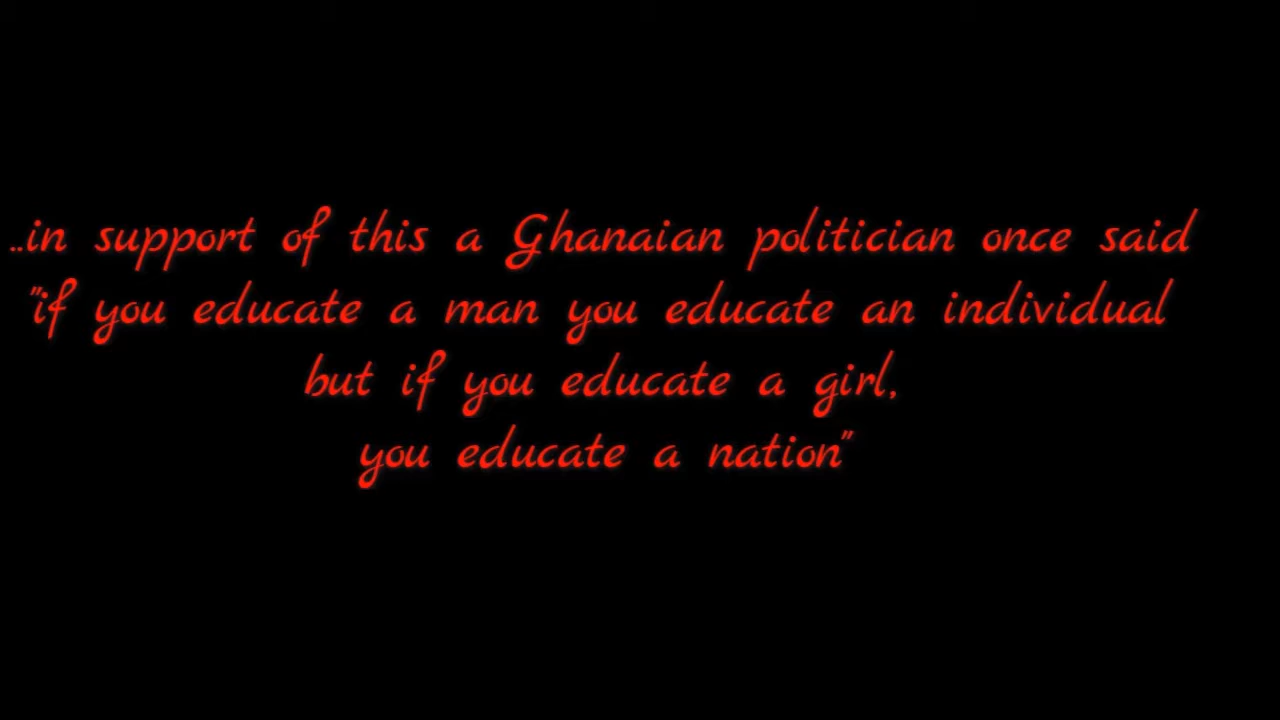 ..in support of this a Ghanaian politician once said
"if you educate a man you educate an individual
but if you educate a girl,
you educate a nation"